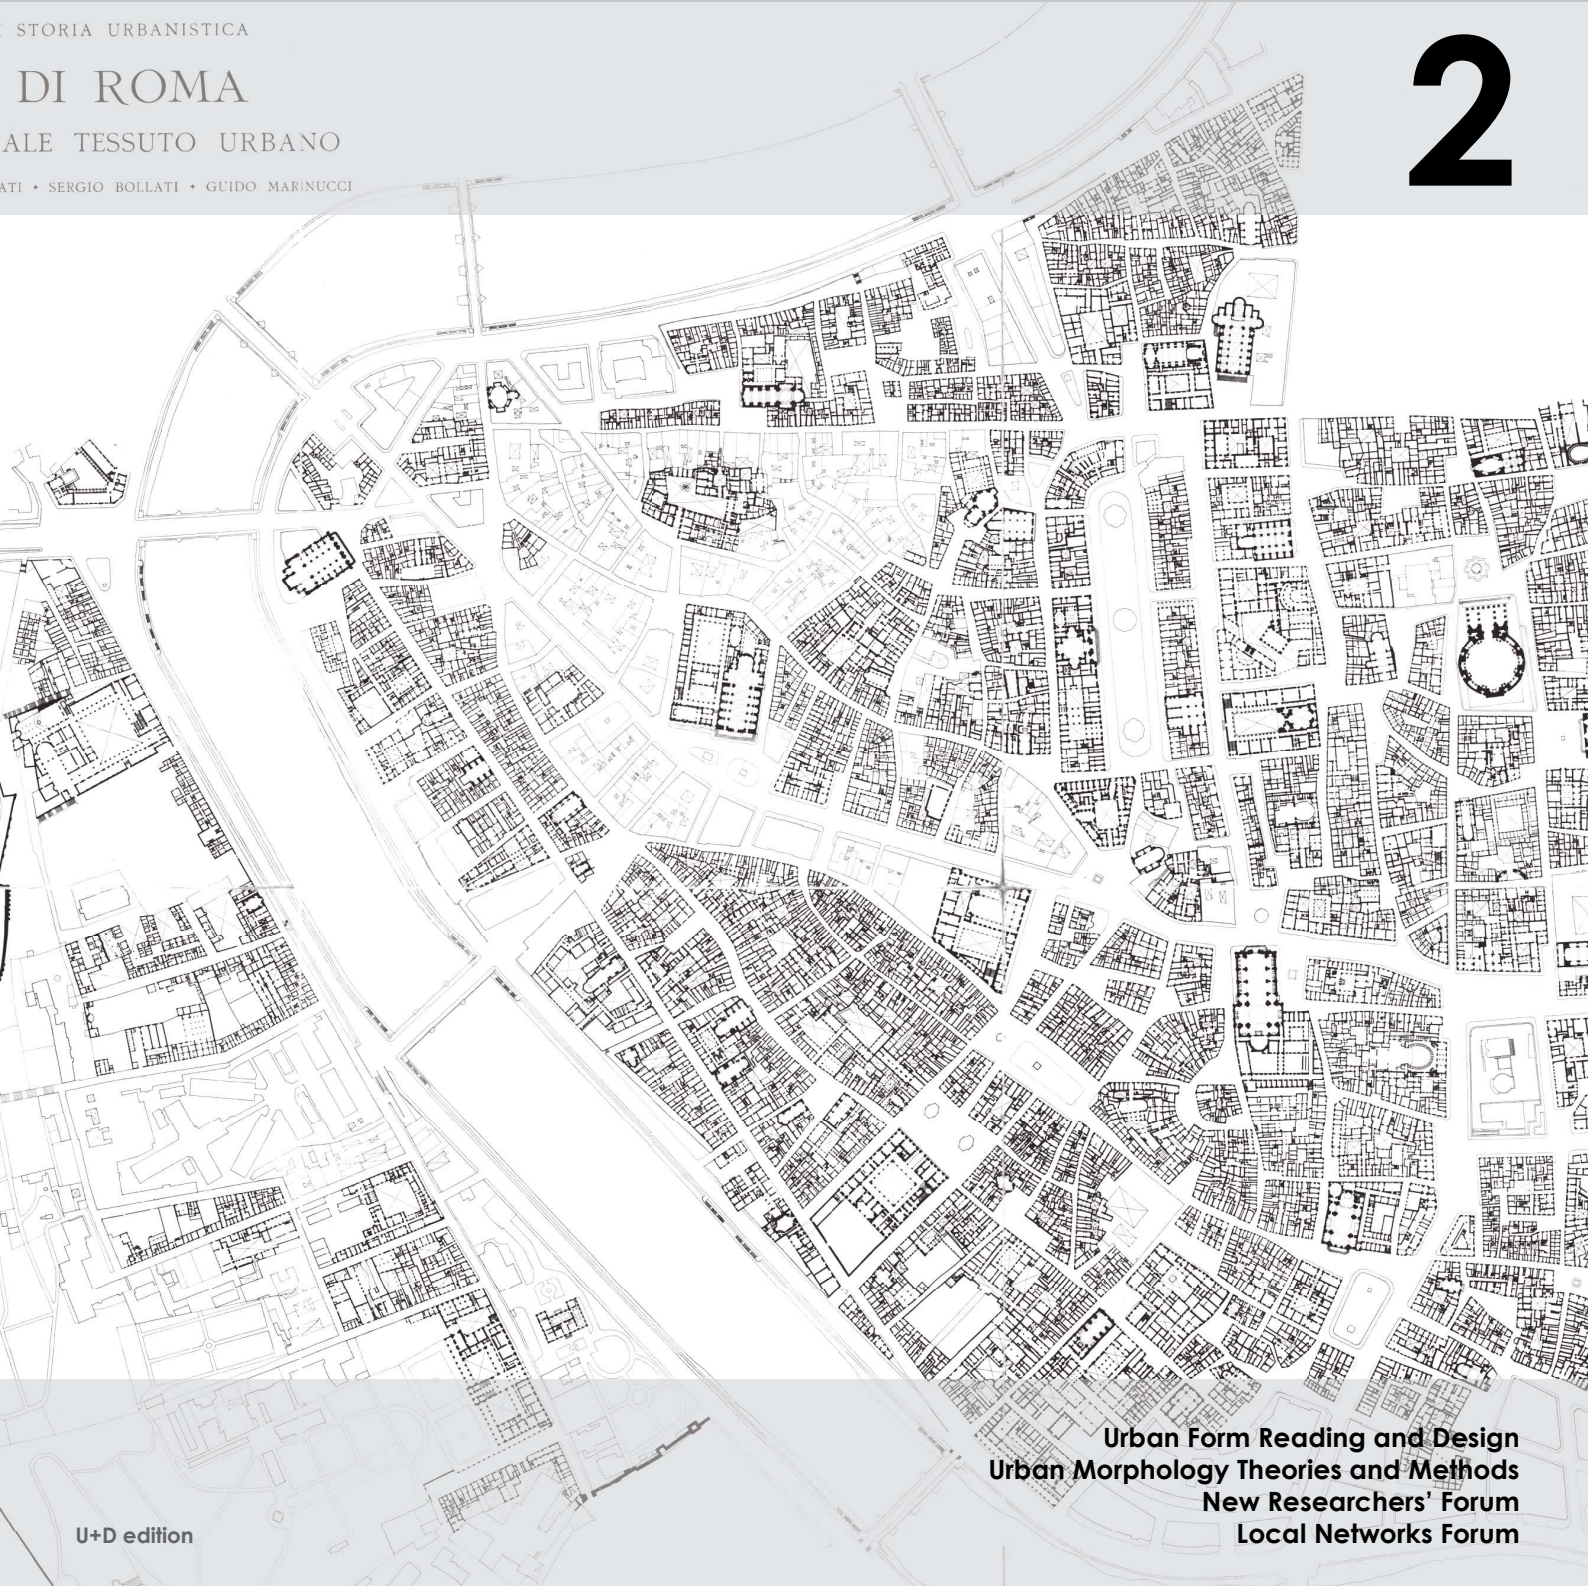 STORIA URBANISTICA
DI ROMA
ALE TESSUTO URBANO
ATI + SERGIO BOLLATI + GUIDO MARINUCCI
2
Urban Form Reading and Design
Urban Morphology Theories and Methods
New Researchers' Forum
Local Networks Forum
U+D edition